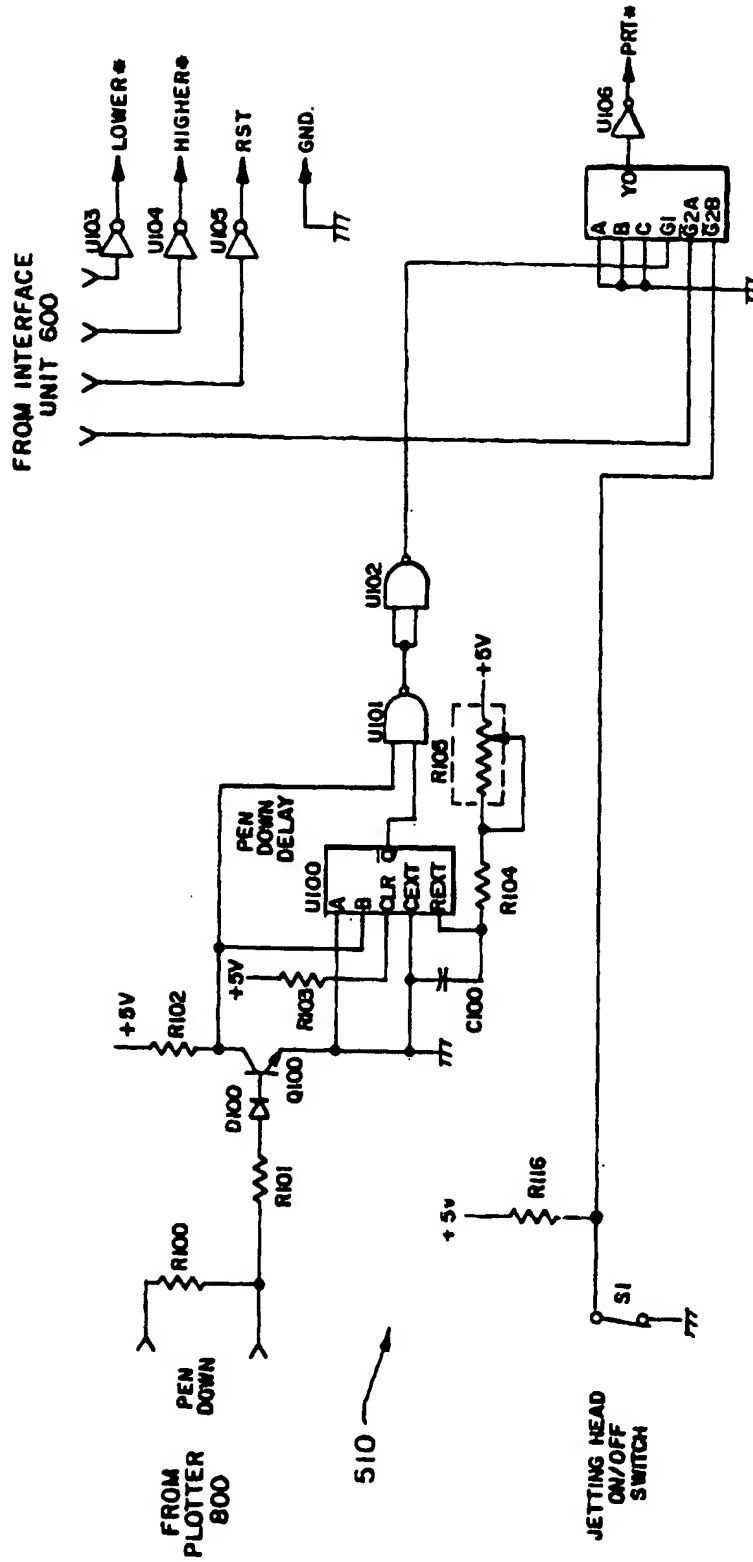 FROM INTERFACE
UNIT 600
U103
LOWER*
U104
HIGHER*
U105
RST
GND.
U106
PRT*
Y0
A
B
C
G1
G2A
G2B
U102
U101
+5V
R105
R104
PEN
DOWN
DELAY
U100
A
B
CLR
CEXT
REXT
Q
C100
+5V
R103
+5V
R102
Q100
D100
R101
R100
PEN
DOWN
FROM
PLOTTER
800
510
+5V
R116
S1
JETTING HEAD
ON/OFF
SWITCH